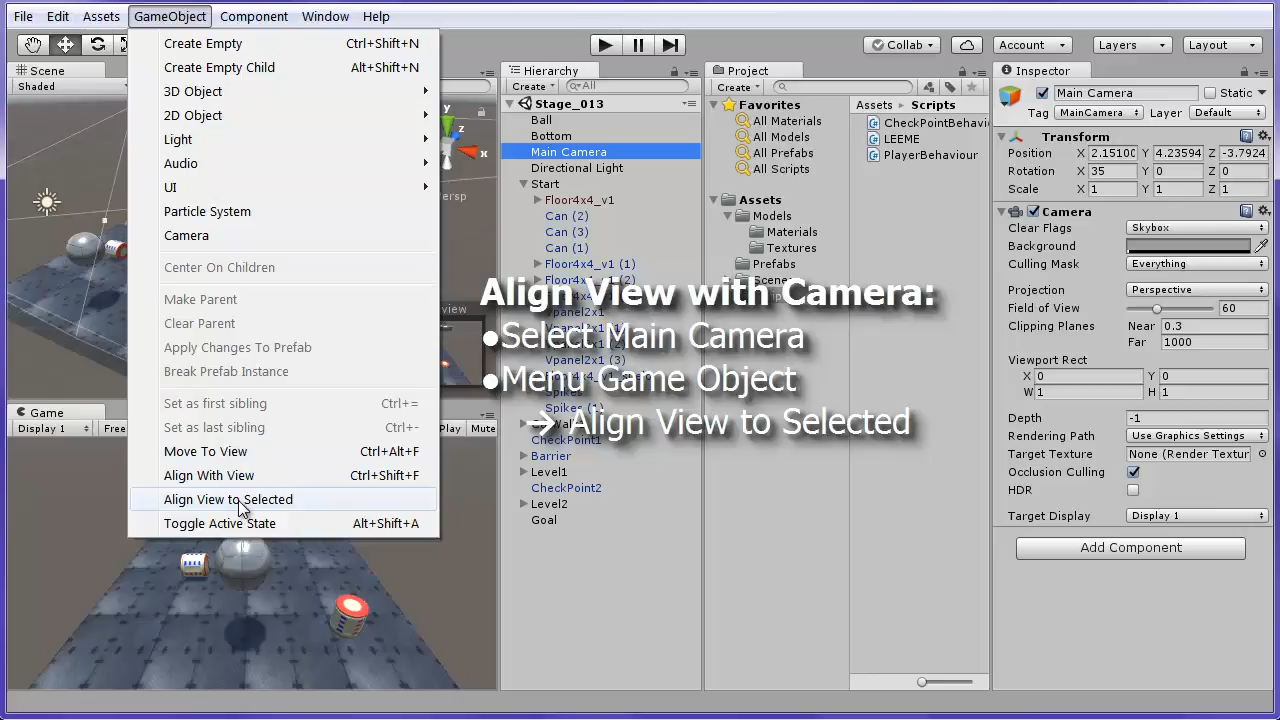 File Edit Assets GameObject Component Window Help
Collab Account Layers Layout
Scene
Shaded
Create Empty Ctrl+Shift+N
Create Empty Child Alt+Shift+N
3D Object
2D Object
Light
Audio
UI
Particle System
Camera
Center On Children
Make Parent
Clear Parent
Apply Changes To Prefab
Break Prefab Instance
Set as first sibling Ctrl+=
Set as last sibling Ctrl+-
Move To View Ctrl+Alt+F
Align With View Ctrl+Shift+F
Align View to Selected
Toggle Active State Alt+Shift+A
y
z
x
Persp
Game
Display 1 Free Play Mute
Hierarchy
Create All
Stage_013
Ball
Bottom
Main Camera
Directional Light
Start
Floor4x4_v1
Can (2)
Can (3)
Can (1)
Floor4x4_v1 (1)
Floor4x4_v1 (2)
Vpanel2x1
Vpanel2x1 (3)
Spikes (1)
CheckPoint1
Barrier
Level1
CheckPoint2
Level2
Goal
Align View with Camera:
•Select Main Camera
•Menu Game Object
→ Align View to Selected
Project
Create
Favorites
All Materials
All Models
All Prefabs
All Scripts
Assets
Models
Materials
Textures
Prefabs
Scene
Assets Scripts
CheckPointBehavi
LEEME
PlayerBehaviour
Inspector
Main Camera Static
Tag MainCamera Layer Default
Transform
Position X 2.15100 Y 4.23594 Z -3.7924
Rotation X 35 Y 0 Z 0
Scale X 1 Y 1 Z 1
Camera
Clear Flags Skybox
Background
Culling Mask Everything
Projection Perspective
Field of View 60
Clipping Planes Near 0.3
Far 1000
Viewport Rect
X 0 Y 0
W 1 H 1
Depth -1
Rendering Path Use Graphics Settings
Target Texture None (Render Textur
Occlusion Culling
HDR
Target Display Display 1
Add Component